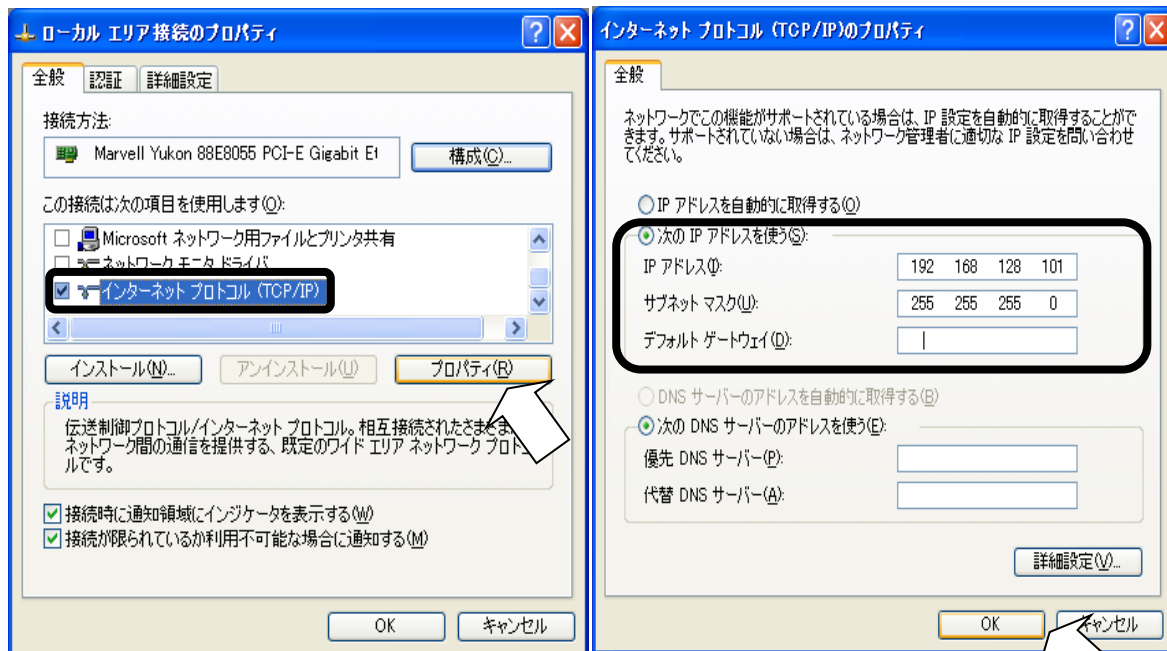 ローカル エリア接続のプロパティ
全般 認証 詳細設定
接続方法:
Marvell Yukon 88E8055 PCI-E Gigabit Et
構成(C)...
この接続は次の項目を使用します(O):
Microsoft ネットワーク用ファイルとプリンタ共有
ネットワーク モニタ ドライバ
インターネット プロトコル (TCP/IP)
インストール(N)... アンインストール(U) プロパティ(R)
説明
伝送制御プロトコル/インターネット プロトコル。相互接続されたさまざま
ネットワーク間の通信を提供する、既定のワイド エリア ネットワーク プロトコ
ルです。
接続時に通知領域にインジケータを表示する(W)
接続が限られているか利用不可能な場合に通知する(M)
OK キャンセル
インターネット プロトコル (TCP/IP)のプロパティ
全般
ネットワークでこの機能がサポートされている場合は、IP 設定を自動的に取得することがで
きます。サポートされていない場合は、ネットワーク管理者に適切な IP 設定を問い合わせ
てください。
IP アドレスを自動的に取得する(O)
次の IP アドレスを使う(S):
IP アドレス(I): 192 168 128 101
サブネット マスク(U): 255 255 255 0
デフォルト ゲートウェイ(D):
DNS サーバーのアドレスを自動的に取得する(B)
次の DNS サーバーのアドレスを使う(E):
優先 DNS サーバー(P):
代替 DNS サーバー(A):
詳細設定(V)...
OK キャンセル